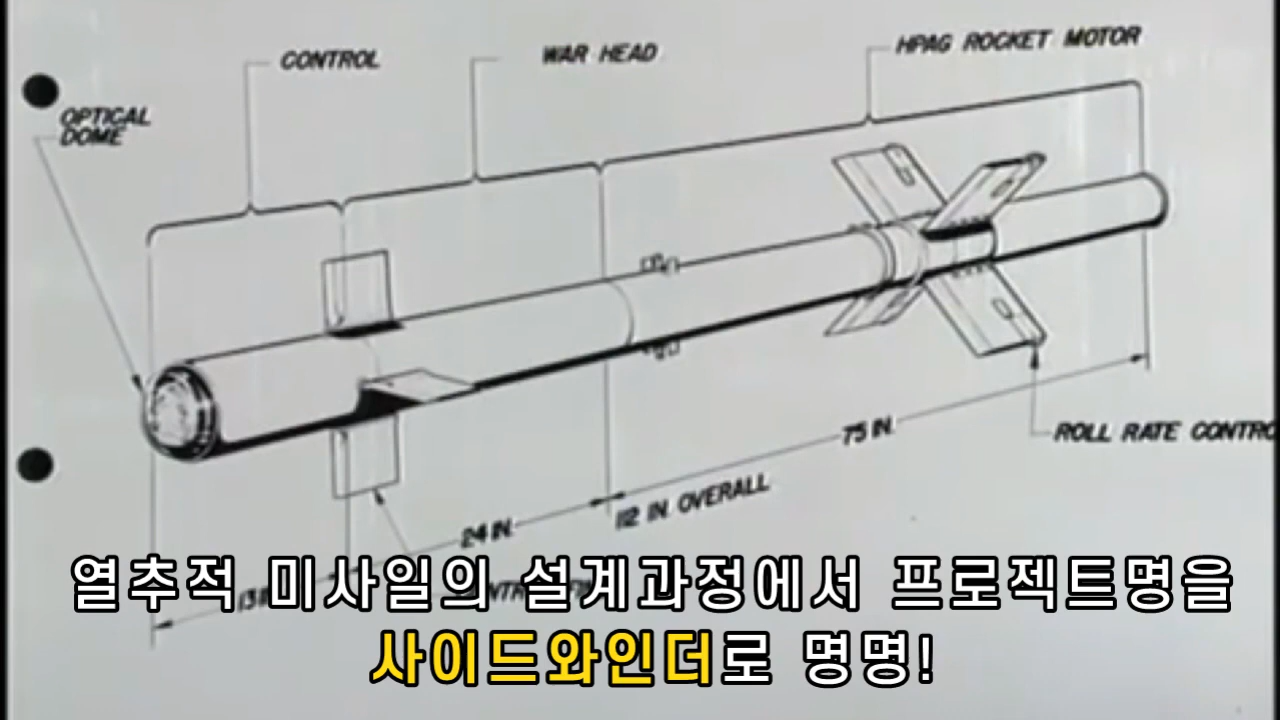 CONTROL
WAR HEAD
HPAG ROCKET MOTOR
OPTICAL
DOME
75 IN.
ROLL RATE
24 IN.
112 IN. OVERALL
열추적 미사일의 설계과정에서 프로젝트명을
사이드와인더로 명명!